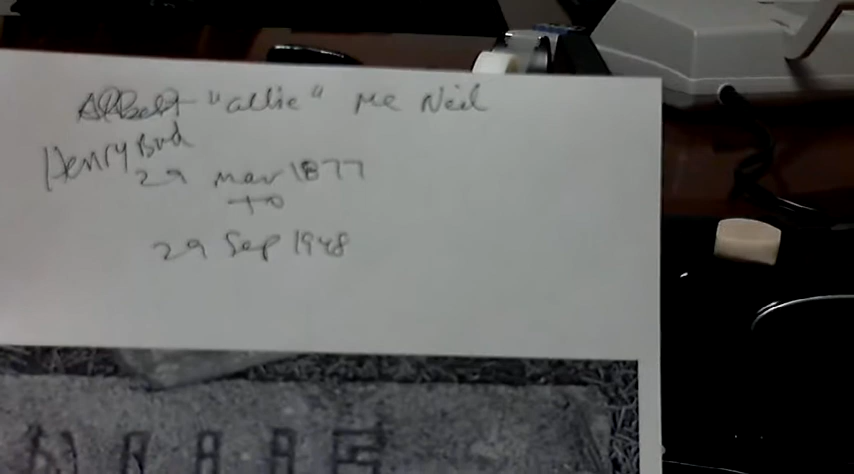 Albert "allie" Mc Neil
Henry Bud
29 Mar 1877
to
29 Sep 1948